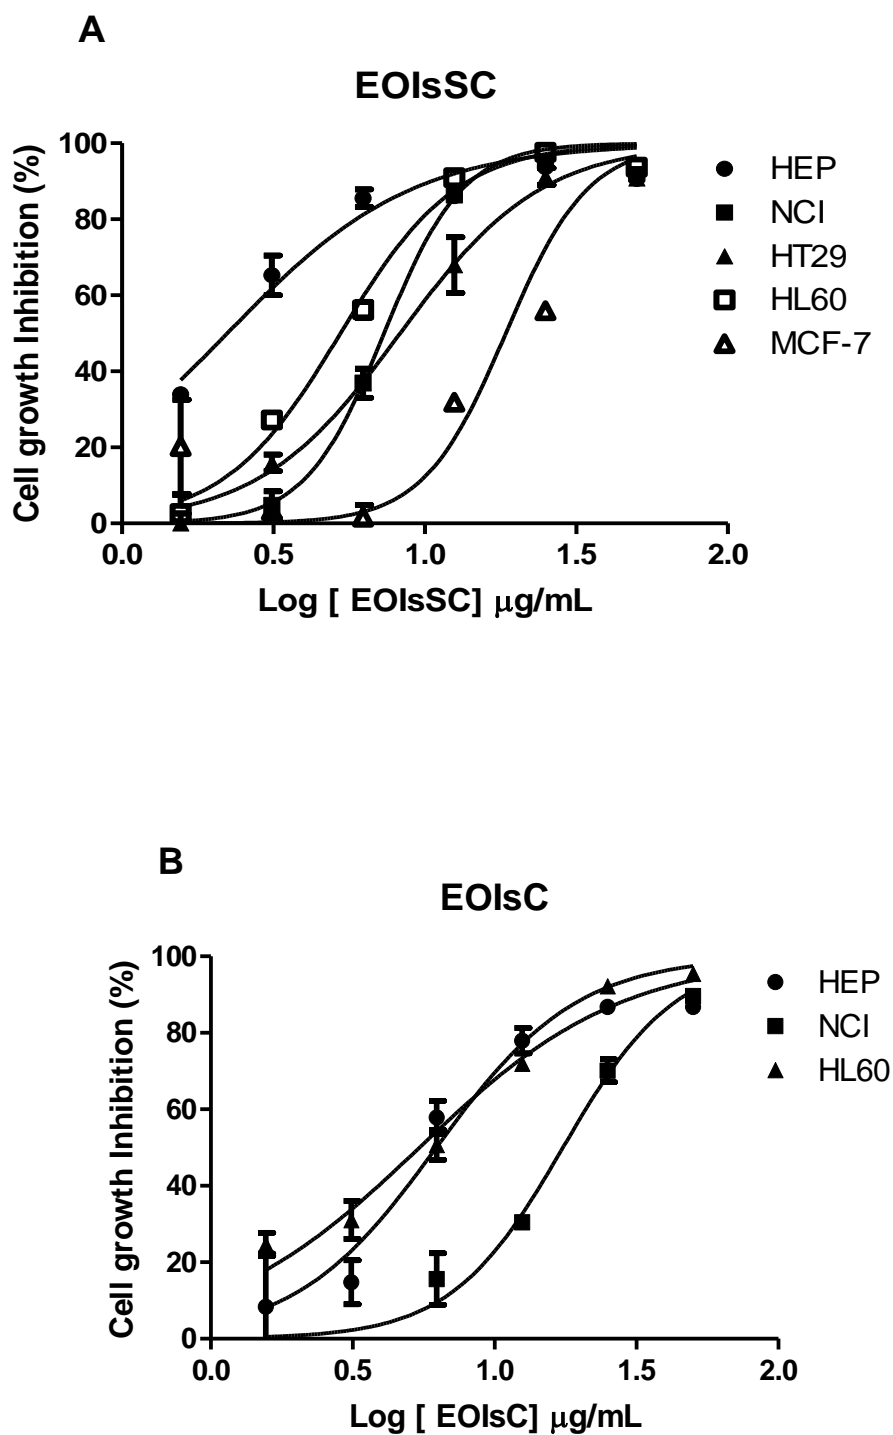 A
EOIsSC
Cell growth Inhibition (%)
100
80
60
40
20
0
0.0 0.5 1.0 1.5 2.0
Log [ EOIsSC] μg/mL
HEP
NCI
HT29
HL60
MCF-7
B
EOIsC
Cell growth Inhibition (%)
100
80
60
40
20
0
0.0 0.5 1.0 1.5 2.0
Log [ EOIsC] μg/mL
HEP
NCI
HL60